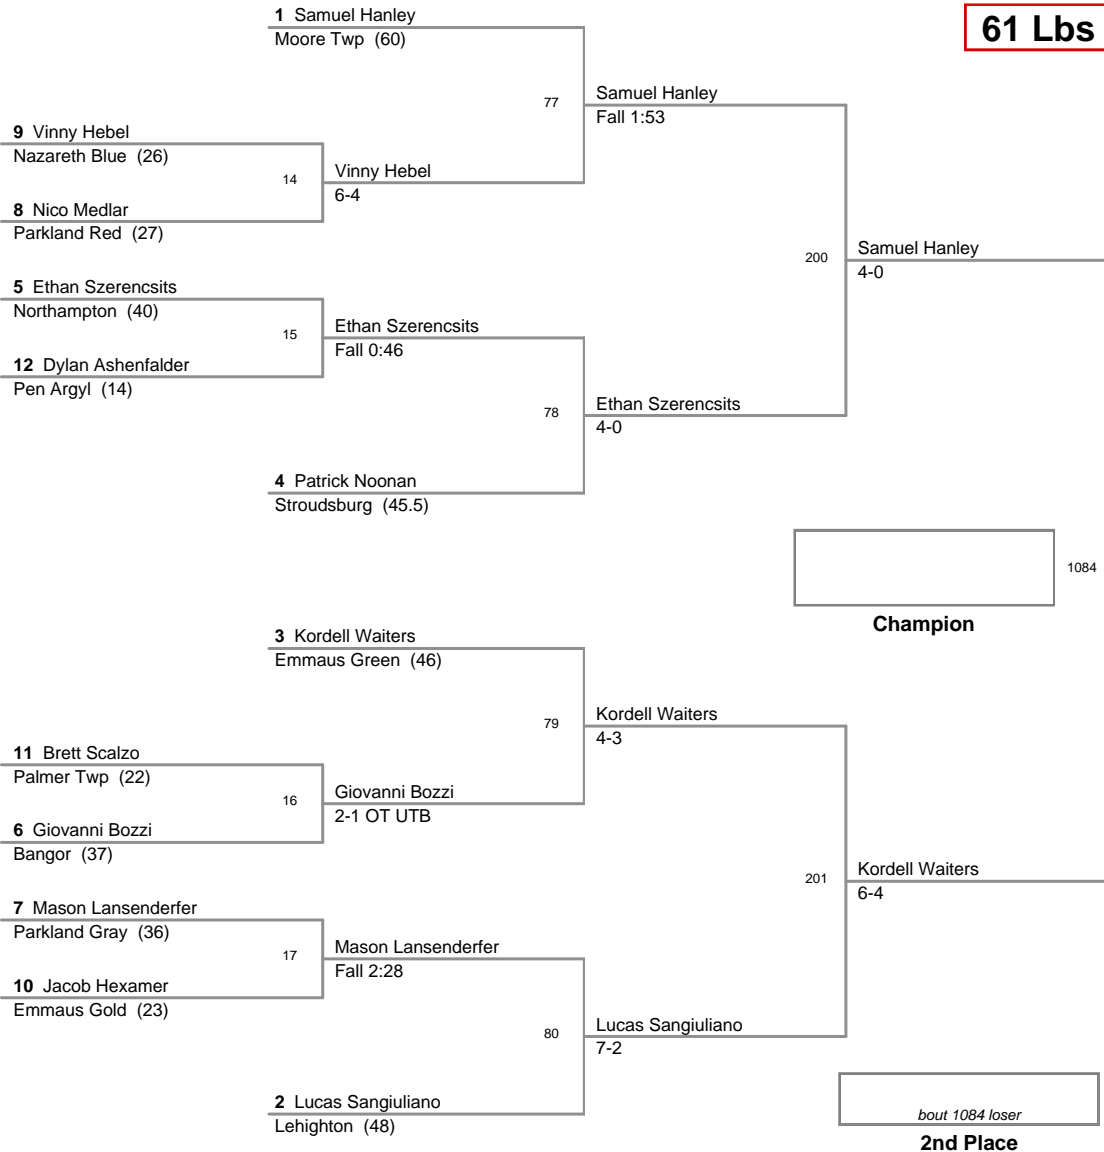 1 Samuel Hanley
Moore Twp (60)
61 Lbs
77
Samuel Hanley
Fall 1:53
9 Vinny Hebel
Nazareth Blue (26)
14
Vinny Hebel
6-4
8 Nico Medlar
Parkland Red (27)
200
Samuel Hanley
4-0
5 Ethan Szerencsits
Northampton (40)
15
Ethan Szerencsits
Fall 0:46
12 Dylan Ashenfalder
Pen Argyl (14)
78
Ethan Szerencsits
4-0
4 Patrick Noonan
Stroudsburg (45.5)
1084
Champion
3 Kordell Waiters
Emmaus Green (46)
79
Kordell Waiters
4-3
11 Brett Scalzo
Palmer Twp (22)
16
Giovanni Bozzi
2-1 OT UTB
6 Giovanni Bozzi
Bangor (37)
201
Kordell Waiters
6-4
7 Mason Lansenderfer
Parkland Gray (36)
17
Mason Lansenderfer
Fall 2:28
10 Jacob Hexamer
Emmaus Gold (23)
80
Lucas Sangiuliano
7-2
2 Lucas Sangiuliano
Lehighton (48)
bout 1084 loser
2nd Place